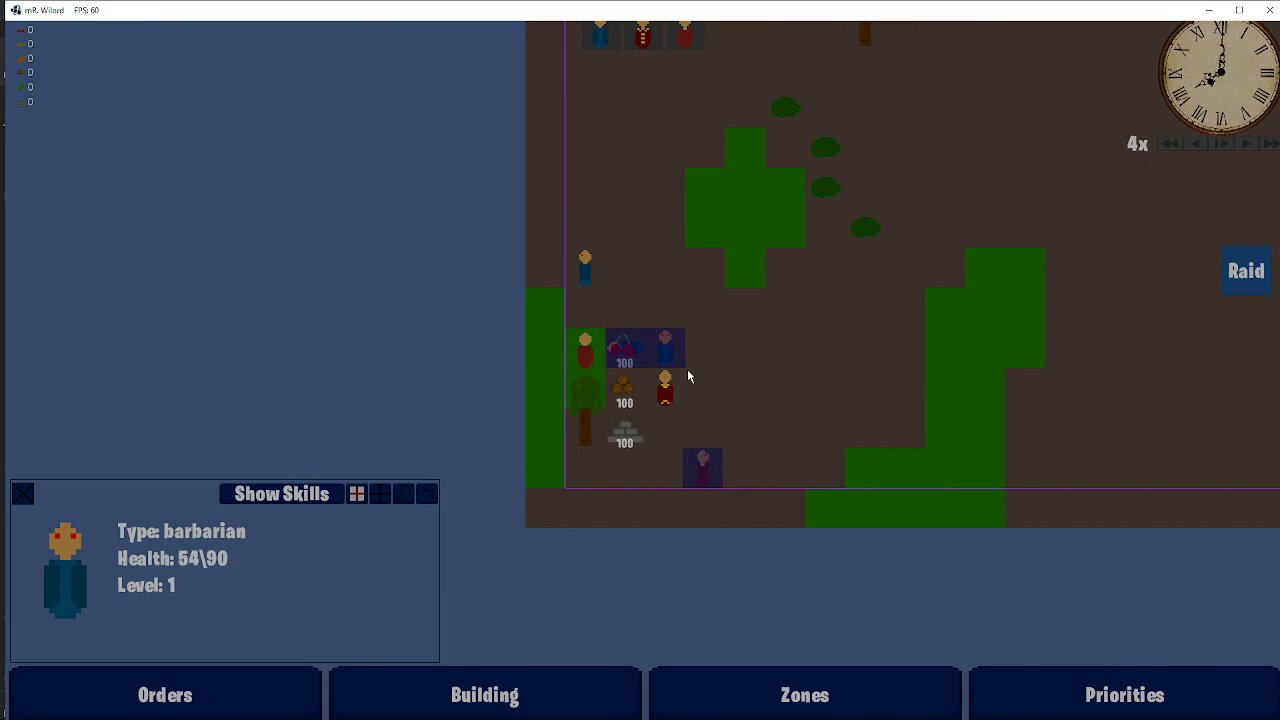 mR. Wilord FPS: 60
0
0
0
0
0
0
4x
Raid
100
100
100
Show Skills
Type: barbarian
Health: 54\90
Level: 1
Orders
Building
Zones
Priorities